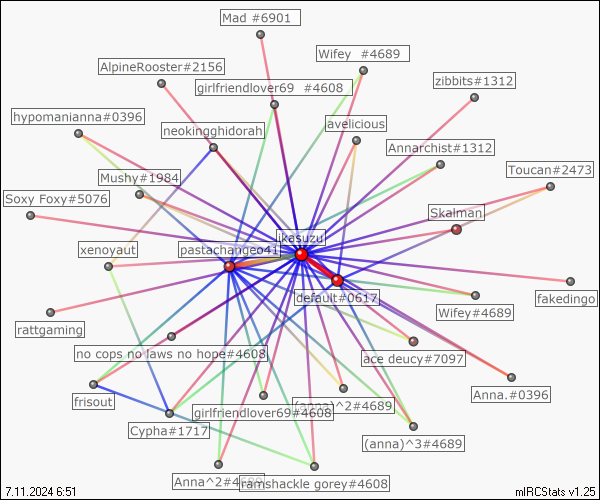 Mad #6901
Wifey #4689
AlpineRooster#2156
zibbits#1312
girlfriendlover69 #4608
hypomanianna#0396
avelicious
neokingghidorah
Annarchist#1312
Toucan#2473
Mushy#1984
Soxy Foxy#5076
Skalman
ikasuzu
xenoyaut
pastachangeo41
default#0617
fakedingo
Wifey#4689
rattgaming
no cops no laws no hope#4608
ace deucy#7097
Anna.#0396
frisout
(anna)^2#4689
girlfriendlover69#4608
Cypha#1717
(anna)^3#4689
Anna^2#4689
ramshackle gorey#4608
7.11.2024 6:51
mIRCStats v1.25